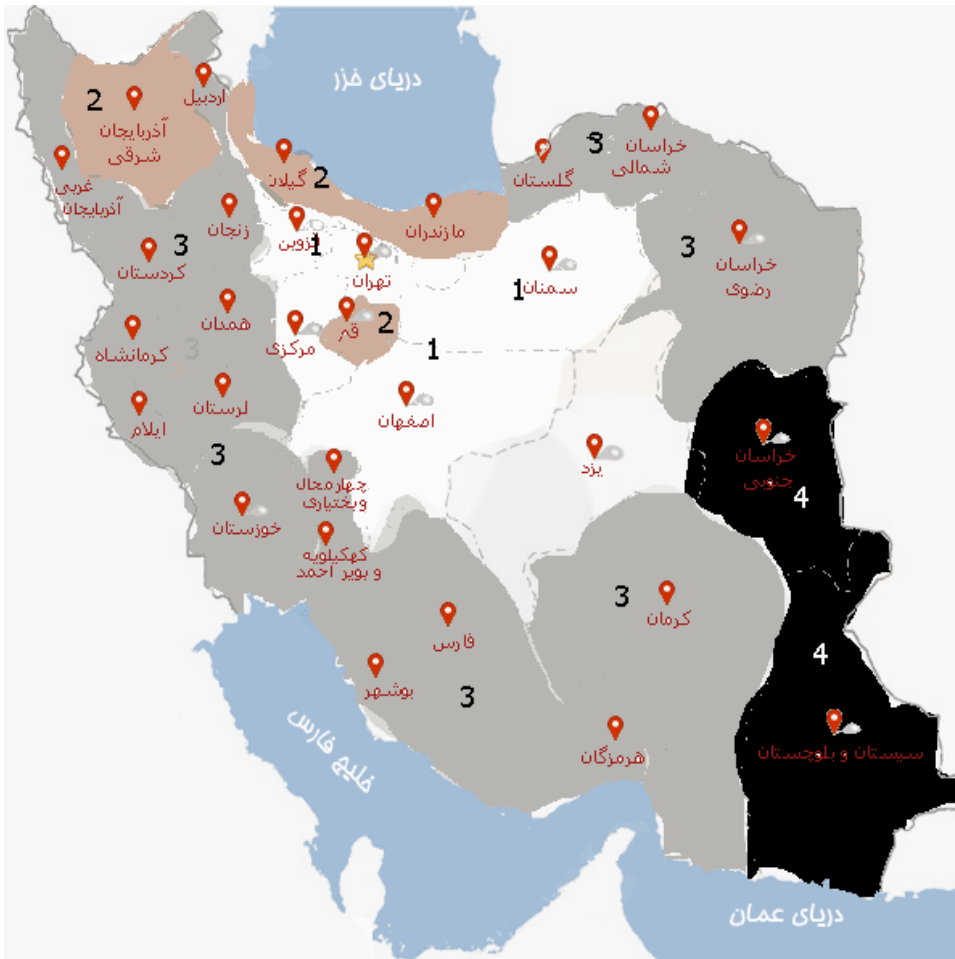 دریای خزر
اردبیل
2
آذربایجان
شرقی
3
خراسان
شمالی
غربی
آذربایجان
گیلان
2
گلستان
زنجان
قزوین
1
مازندران
3
کردستان
تهران
1
سمنان
3
خراسان
رضوی
همدان
مرکزی
قم
2
کرمانشاه
3
1
ایلام
لرستان
اصفهان
3
یزد
خراسان
جنوبی
4
چهارمحال
وبختیاری
خوزستان
کهکیلویه
و بویر احمد
فارس
3
کرمان
4
بوشهر
3
خلیج فارس
هرمزگان
سیستان و بلوچستان
دریای عمان